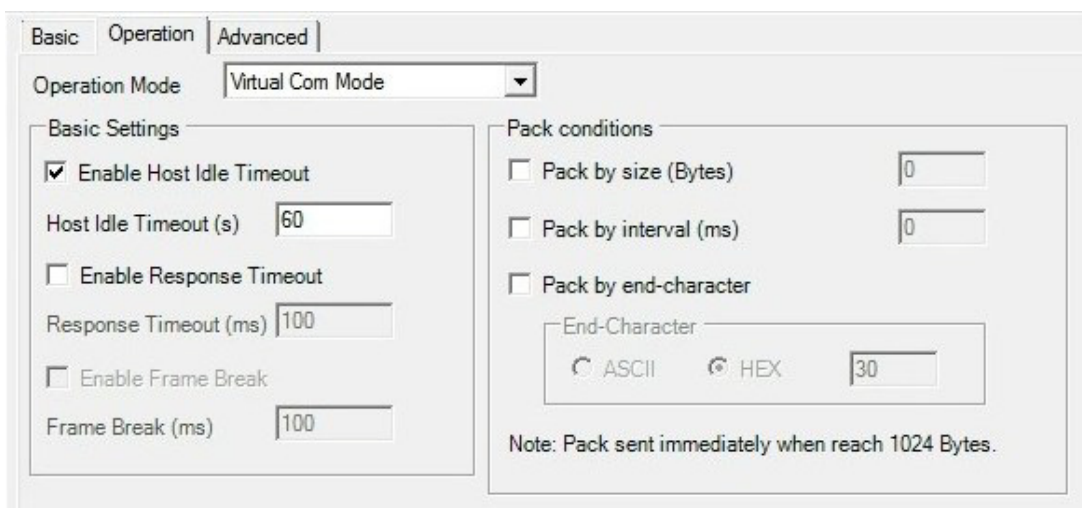 Basic Operation Advanced
Operation Mode Virtual Com Mode
Basic Settings
Enable Host Idle Timeout
Host Idle Timeout (s) 60
Enable Response Timeout
Response Timeout (ms) 100
Enable Frame Break
Frame Break (ms) 100
Pack conditions
Pack by size (Bytes) 0
Pack by interval (ms) 0
Pack by end-character
End-Character
ASCII HEX 30
Note: Pack sent immediately when reach 1024 Bytes.